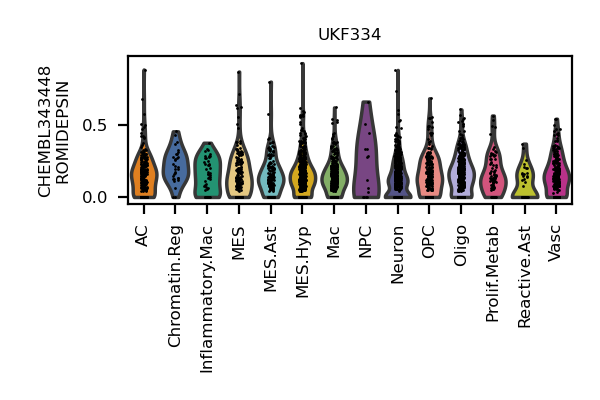 UKF334
CHEMBL343448
ROMIDEPSIN
0.5
0.0
AC
Chromatin.Reg
Inflammatory.Mac
MES
MES.Ast
MES.Hyp
Mac
NPC
Neuron
OPC
Oligo
Prolif.Metab
Reactive.Ast
Vasc